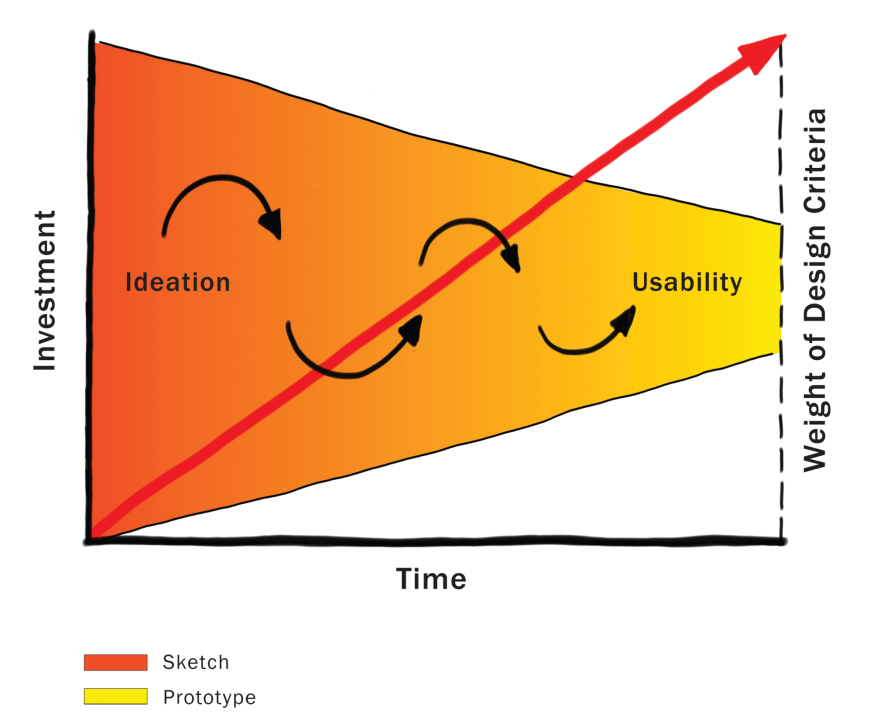 Investment
Ideation
Usability
Weight of Design Criteria
Time
Sketch
Prototype